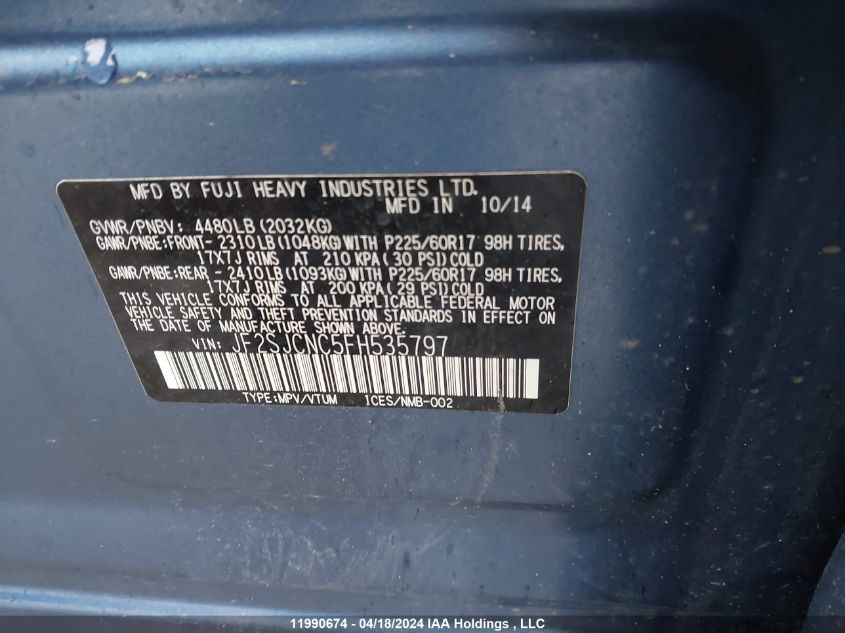 MFD BY FUJI HEAVY INDUSTRIES LTD.
MFD IN 10/14
GVWR/PNBV: 4480LB (2032KG)
GAWR/PNBE:FRONT- 2310LB (1048KG) WITH P225/60R17 98H TIRES,
17X7J RIMS AT 210 KPA (30 PSI) COLD
GAWR/PNBE:REAR - 2410LB (1093KG) WITH P225/60R17 98H TIRES,
17X7J RIMS AT 200 KPA (29 PSI) COLD
THIS VEHICLE CONFORMS TO ALL APPLICABLE FEDERAL MOTOR
VEHICLE SAFETY AND THEFT PREVENTION STANDARDS IN EFFECT ON
THE DATE OF MANUFACTURE SHOWN ABOVE.
VIN: JF2SJCNC5FH535797
TYPE:MPV/VTUM ICES/NMB-002
11990674 - 04/18/2024 IAA Holdings , LLC